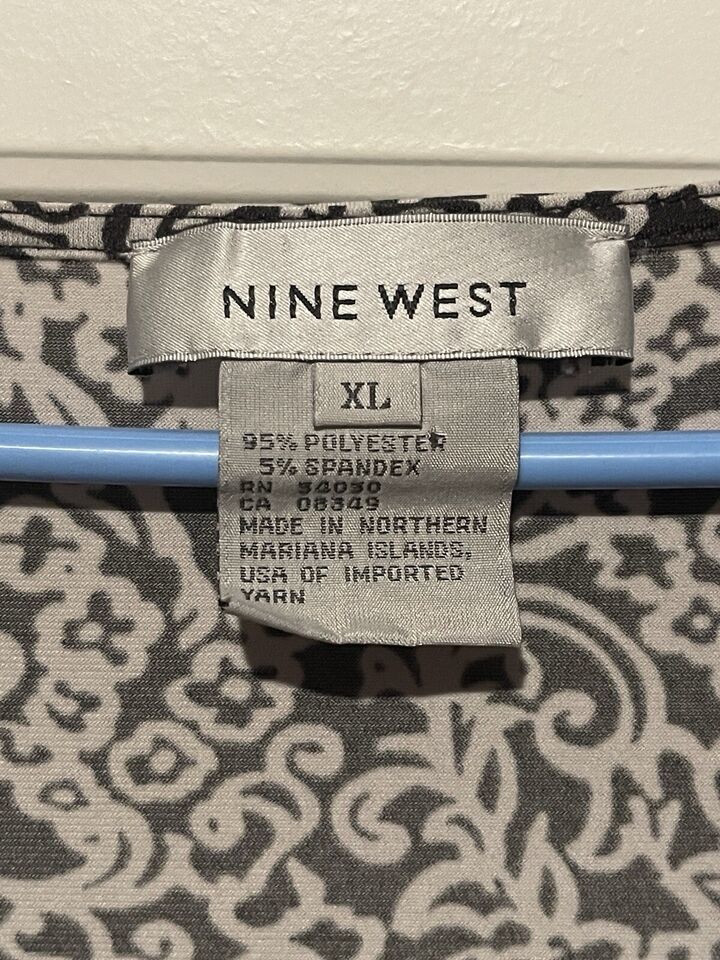 NINE WEST
XL
95% POLYESTER
5% SPANDEX
RN 54050
CA 08349
MADE IN NORTHERN
MARIANA ISLANDS,
USA OF IMPORTED
YARN